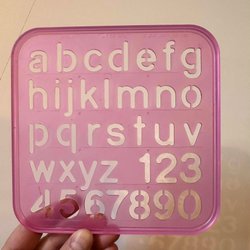 abcdefg
hijklmno
pqrstuv
wxyz 123
4567890